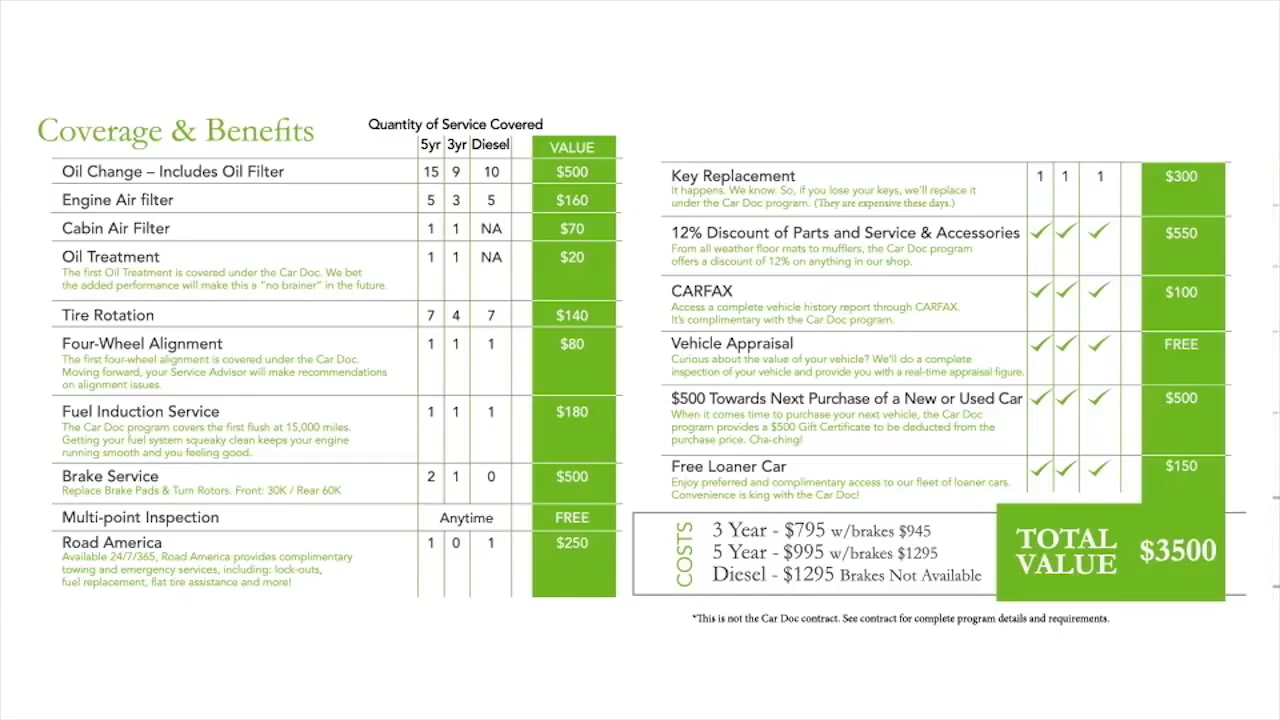 Coverage & Benefits
Quantity of Service Covered
5yr 3yr Diesel VALUE
Oil Change – Includes Oil Filter 15 9 10 $500
Engine Air filter 5 3 5 $160
Cabin Air Filter 1 1 NA $70
Oil Treatment 1 1 NA $20
The first Oil Treatment is covered under the Car Doc. We bet
the added performance will make this a “no brainer” in the future.
Tire Rotation 7 4 7 $140
Four-Wheel Alignment 1 1 1 $80
The first four-wheel alignment is covered under the Car Doc.
Moving forward, your Service Advisor will make recommendations
on alignment issues.
Fuel Induction Service 1 1 1 $180
The Car Doc program covers the first flush at 15,000 miles.
Getting your fuel system squeaky clean keeps your engine
running smooth and you feeling good.
Brake Service 2 1 0 $500
Replace Brake Pads & Turn Rotors. Front: 30K / Rear 60K
Multi-point Inspection Anytime FREE
Road America 1 0 1 $250
Available 24/7/365, Road America provides complimentary
towing and emergency services, including: lock-outs,
fuel replacement, flat tire assistance and more!
Key Replacement 1 1 1 $300
It happens. We know. So, if you lose your keys, we’ll replace it
under the Car Doc program. (They are expensive these days.)
12% Discount of Parts and Service & Accessories ✓ ✓ ✓ $550
From all weather floor mats to mufflers, the Car Doc program
offers a discount of 12% on anything in our shop.
CARFAX ✓ ✓ ✓ $100
Access a complete vehicle history report through CARFAX.
It’s complimentary with the Car Doc program.
Vehicle Appraisal ✓ ✓ ✓ FREE
Curious about the value of your vehicle? We’ll do a complete
inspection of your vehicle and provide you with a real-time appraisal figure.
$500 Towards Next Purchase of a New or Used Car ✓ ✓ ✓ $500
When it comes time to purchase your next vehicle, the Car Doc
program provides a $500 Gift Certificate to be deducted from the
purchase price. Cha-ching!
Free Loaner Car ✓ ✓ ✓ $150
Enjoy preferred and complimentary access to our fleet of loaner cars.
Convenience is king with the Car Doc!
COSTS
3 Year - $795 w/brakes $945
5 Year - $995 w/brakes $1295
Diesel - $1295 Brakes Not Available
TOTAL
VALUE
$3500
*This is not the Car Doc contract. See contract for complete program details and requirements.